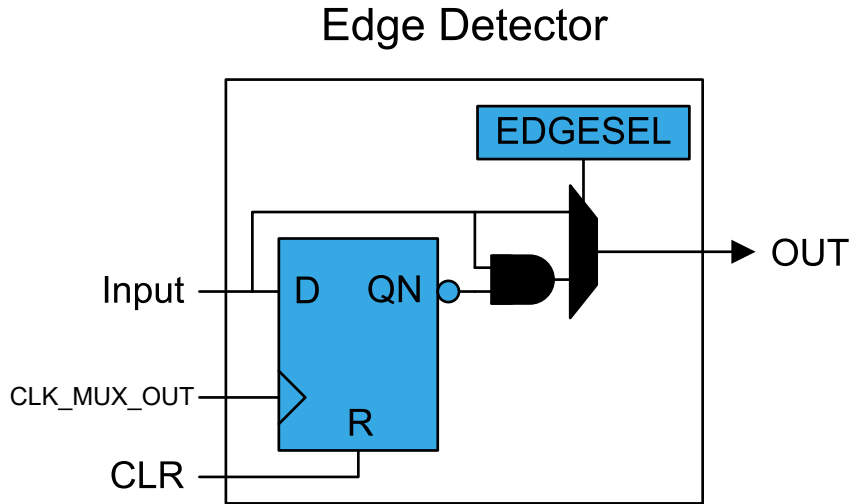 Edge Detector
EDGESEL
OUT
Input
D
QN
CLK_MUX_OUT
R
CLR